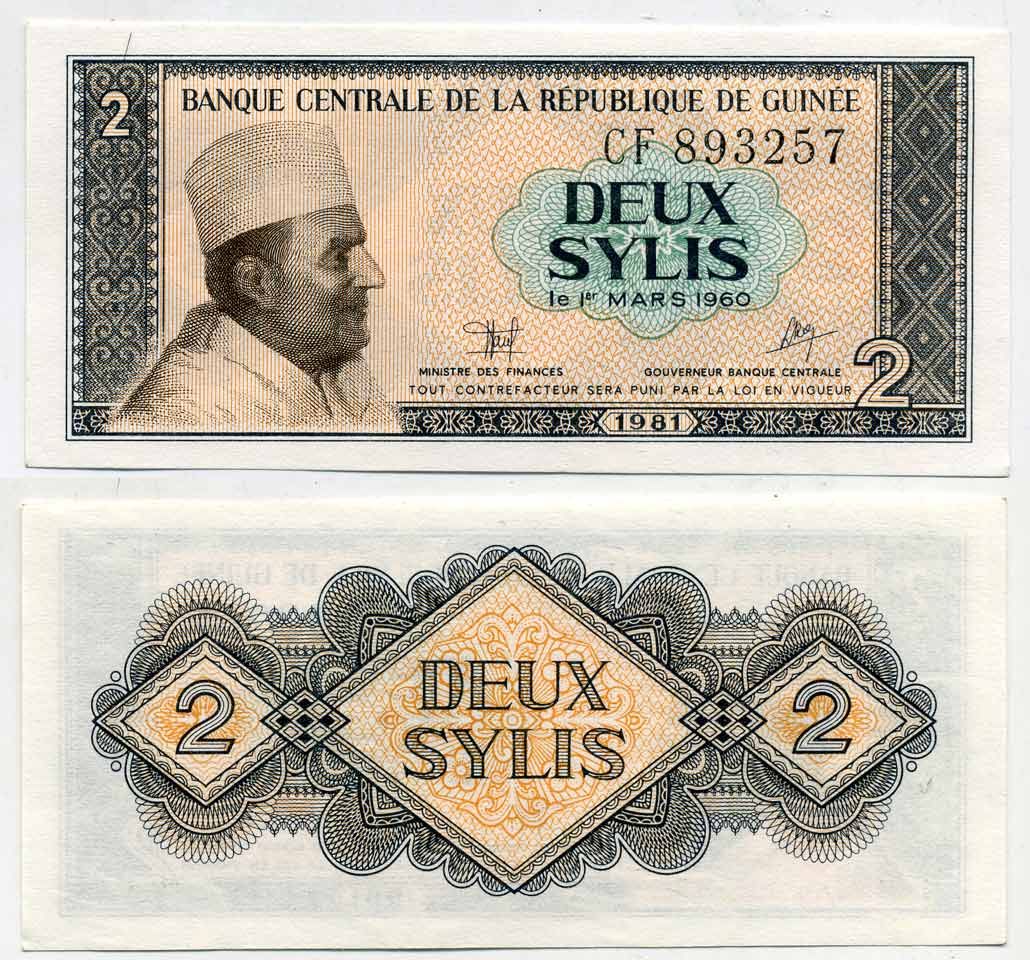 2
BANQUE CENTRALE DE LA RÉPUBLIQUE DE GUINÉE
CF 893257
DEUX
SYLIS
le 1er MARS 1960
MINISTRE DES FINANCES
GOUVERNEUR BANQUE CENTRALE
TOUT CONTREFACTEUR SERA PUNI PAR LA LOI EN VIGUEUR
2
1981
DEUX
2
2
SYLIS